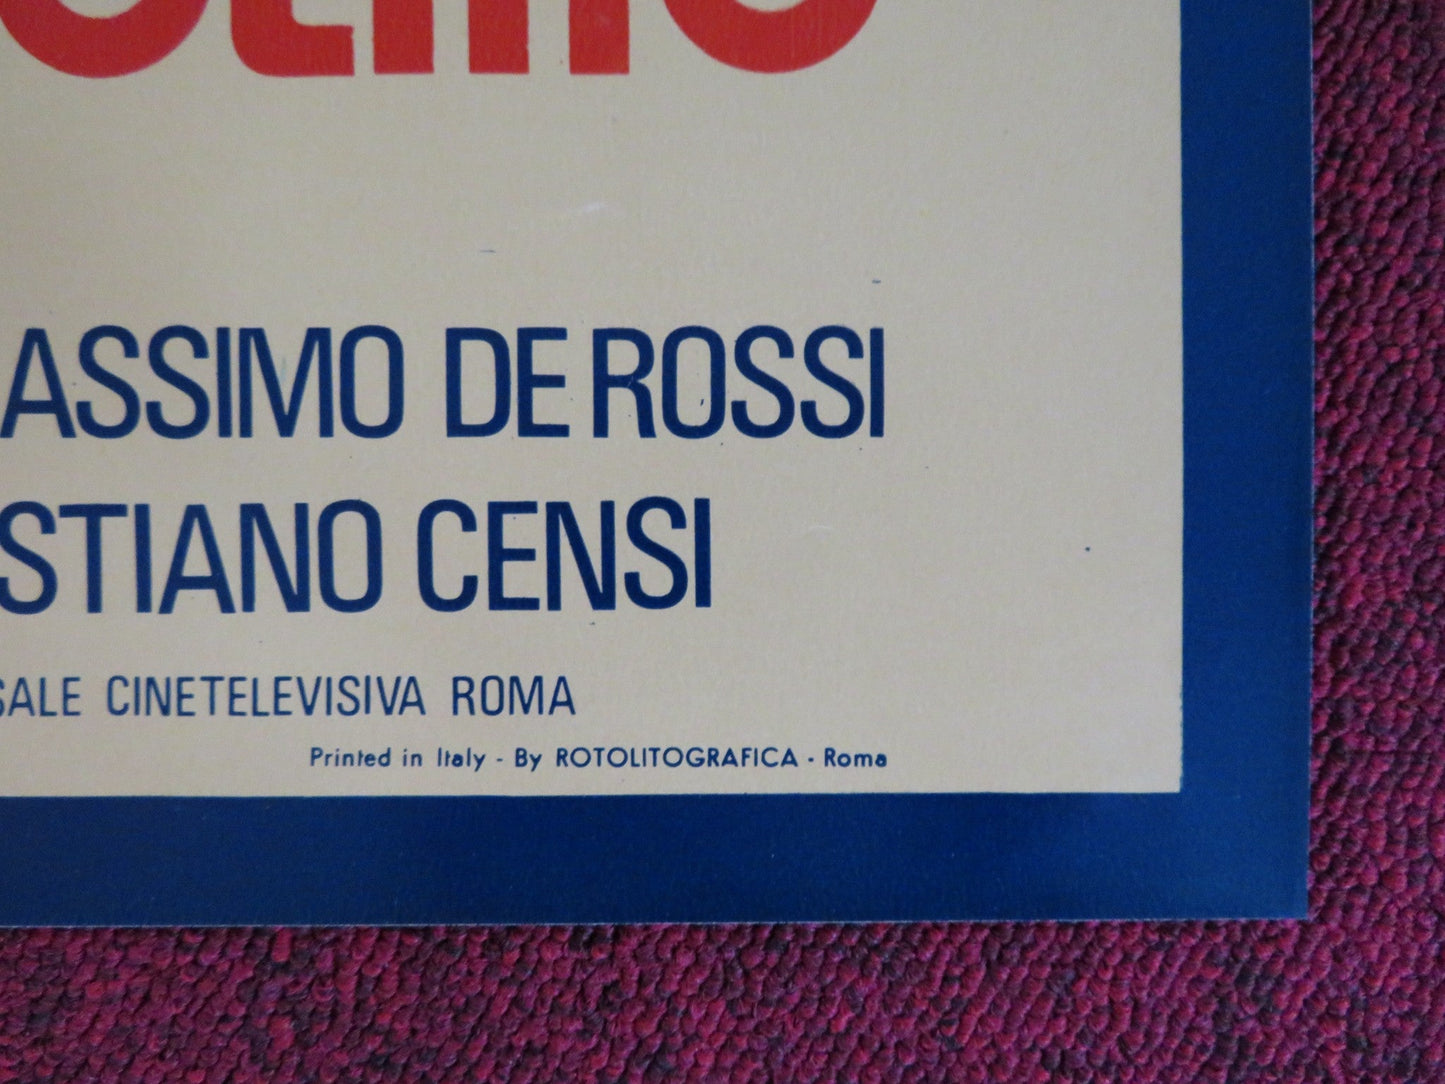 ASSIMO DE ROSSI
STIANO CENSI
SALE CINETELEVISIVA ROMA
Printed in Italy - By ROTOLITOGRAFICA - Roma